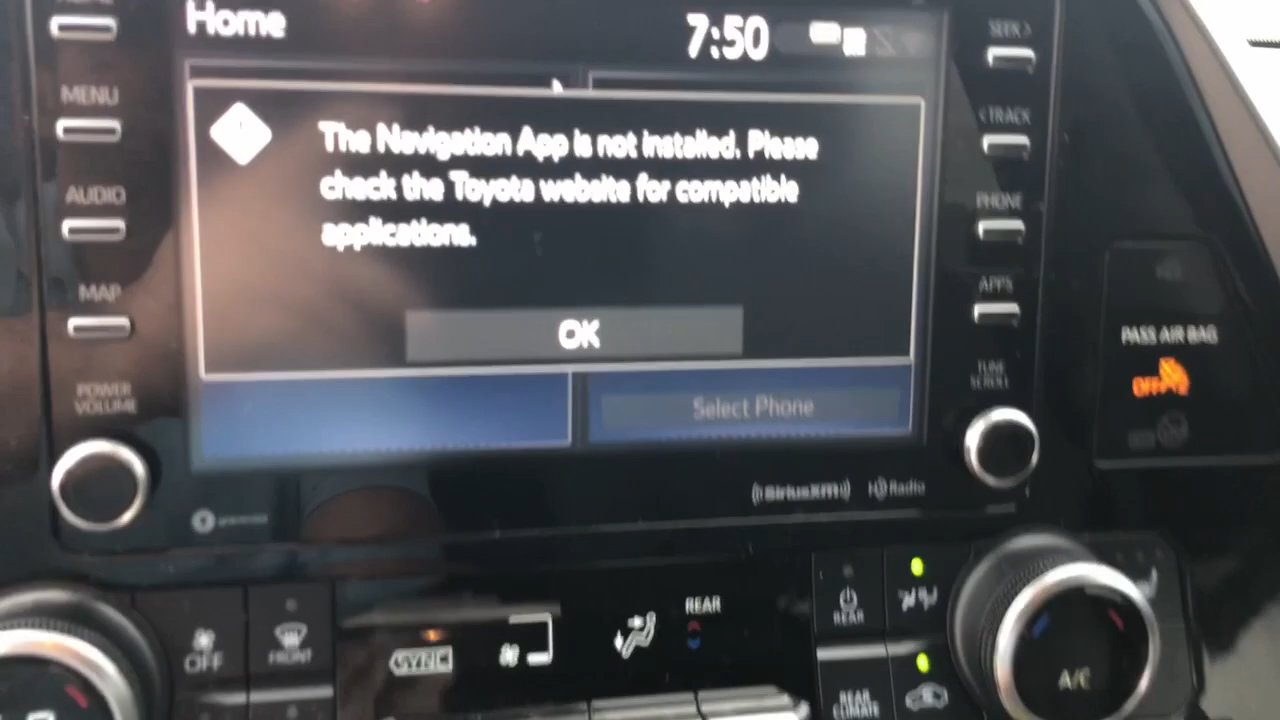 Home
7:50
SEEK >
MENU
< TRACK
The Navigation App is not installed. Please
check the Toyota website for compatible
applications.
AUDIO
PHONE
MAP
APPS
OK
PASS AIR BAG
OFF
POWER
VOLUME
TUNE
SCROLL
Select Phone
((SiriusXM))
HD Radio
REAR
REAR
OFF
FRONT
SYNC
A/C
REAR
CLIMATE